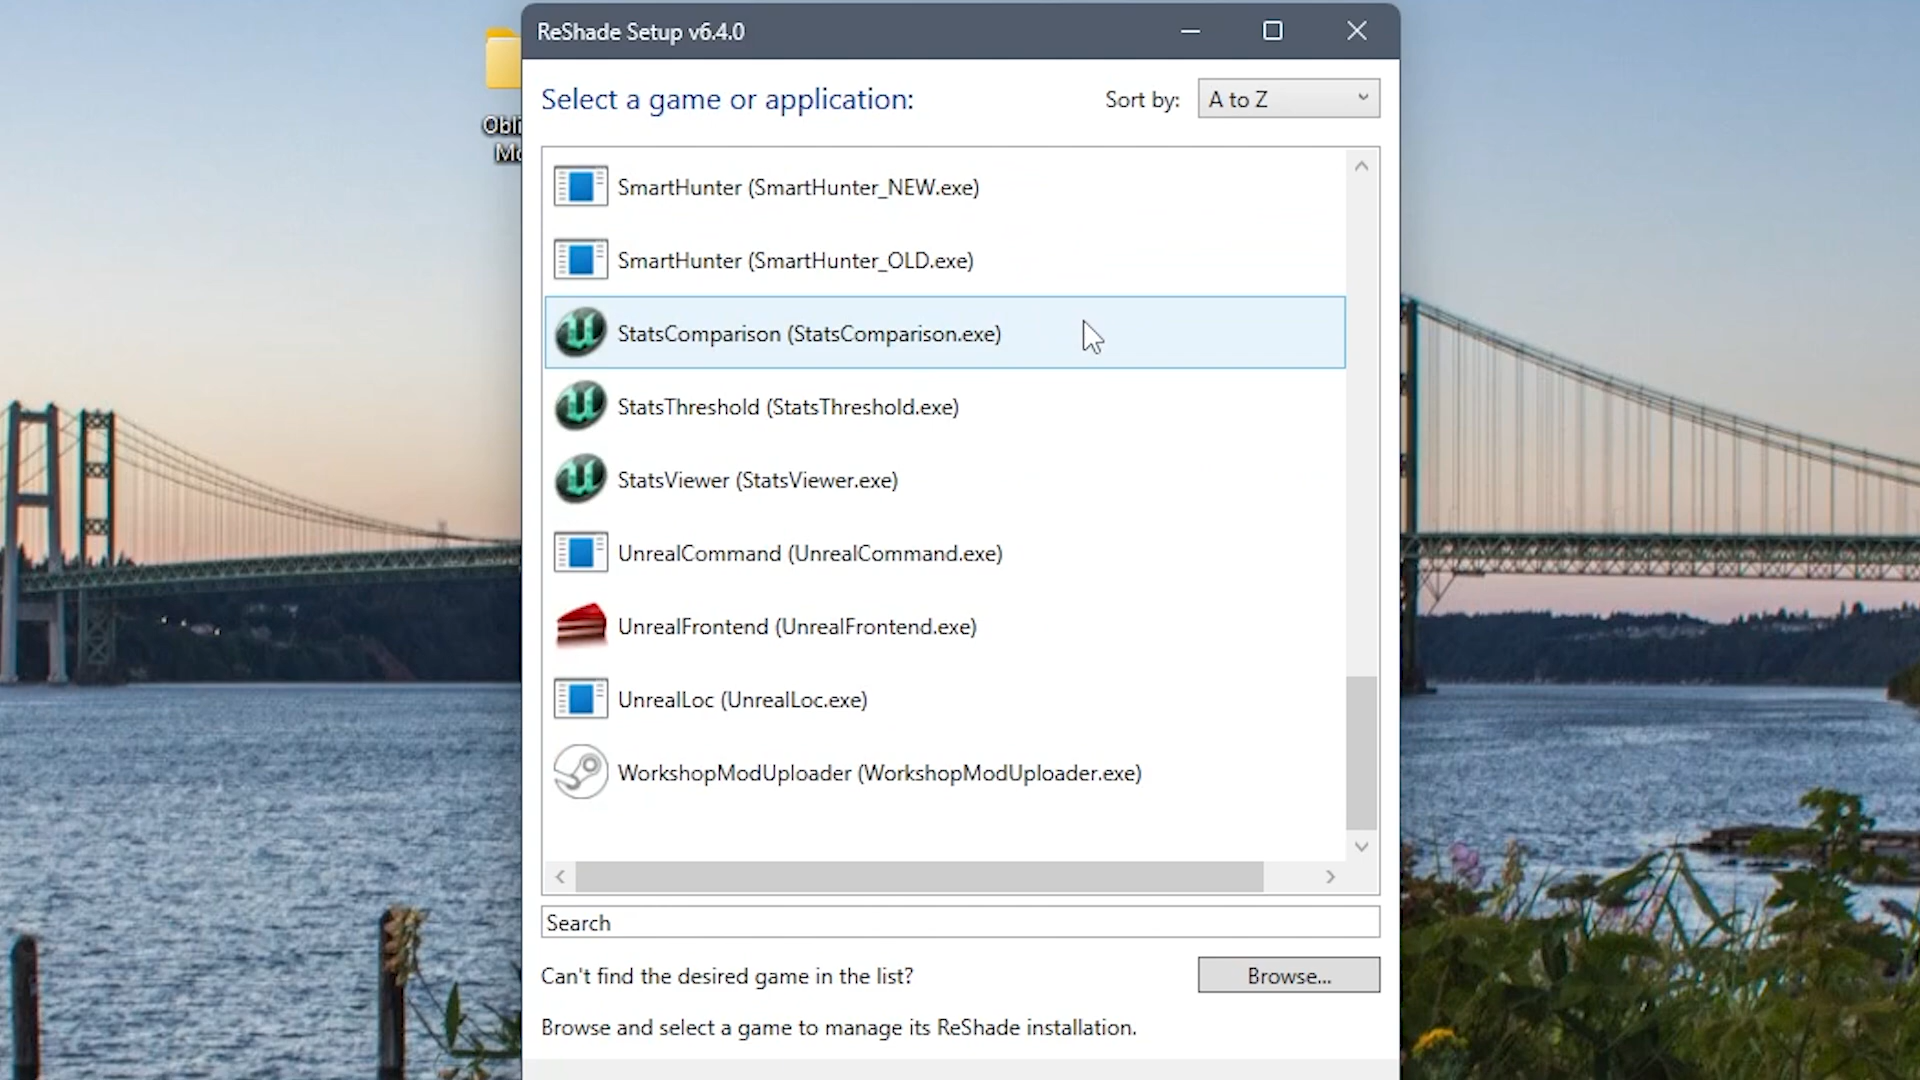 ReShade Setup v6.4.0
Select a game or application:
Sort by:
A to Z
Obli
Mo
SmartHunter (SmartHunter_NEW.exe)
SmartHunter (SmartHunter_OLD.exe)
StatsComparison (StatsComparison.exe)
StatsThreshold (StatsThreshold.exe)
StatsViewer (StatsViewer.exe)
UnrealCommand (UnrealCommand.exe)
UnrealFrontend (UnrealFrontend.exe)
UnrealLoc (UnrealLoc.exe)
WorkshopModUploader (WorkshopModUploader.exe)
Search
Can't find the desired game in the list?
Browse...
Browse and select a game to manage its ReShade installation.